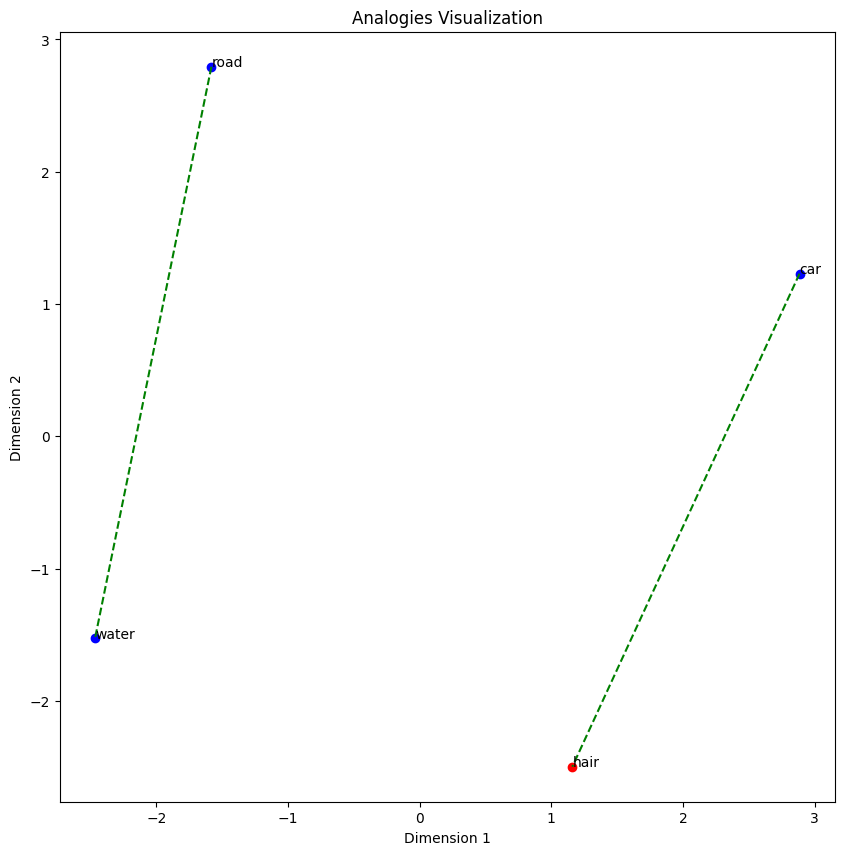 Analogies Visualization
3
road
2
car
1
Dimension 2
0
−1
water
−2
hair
−2 −1 0 1 2 3
Dimension 1